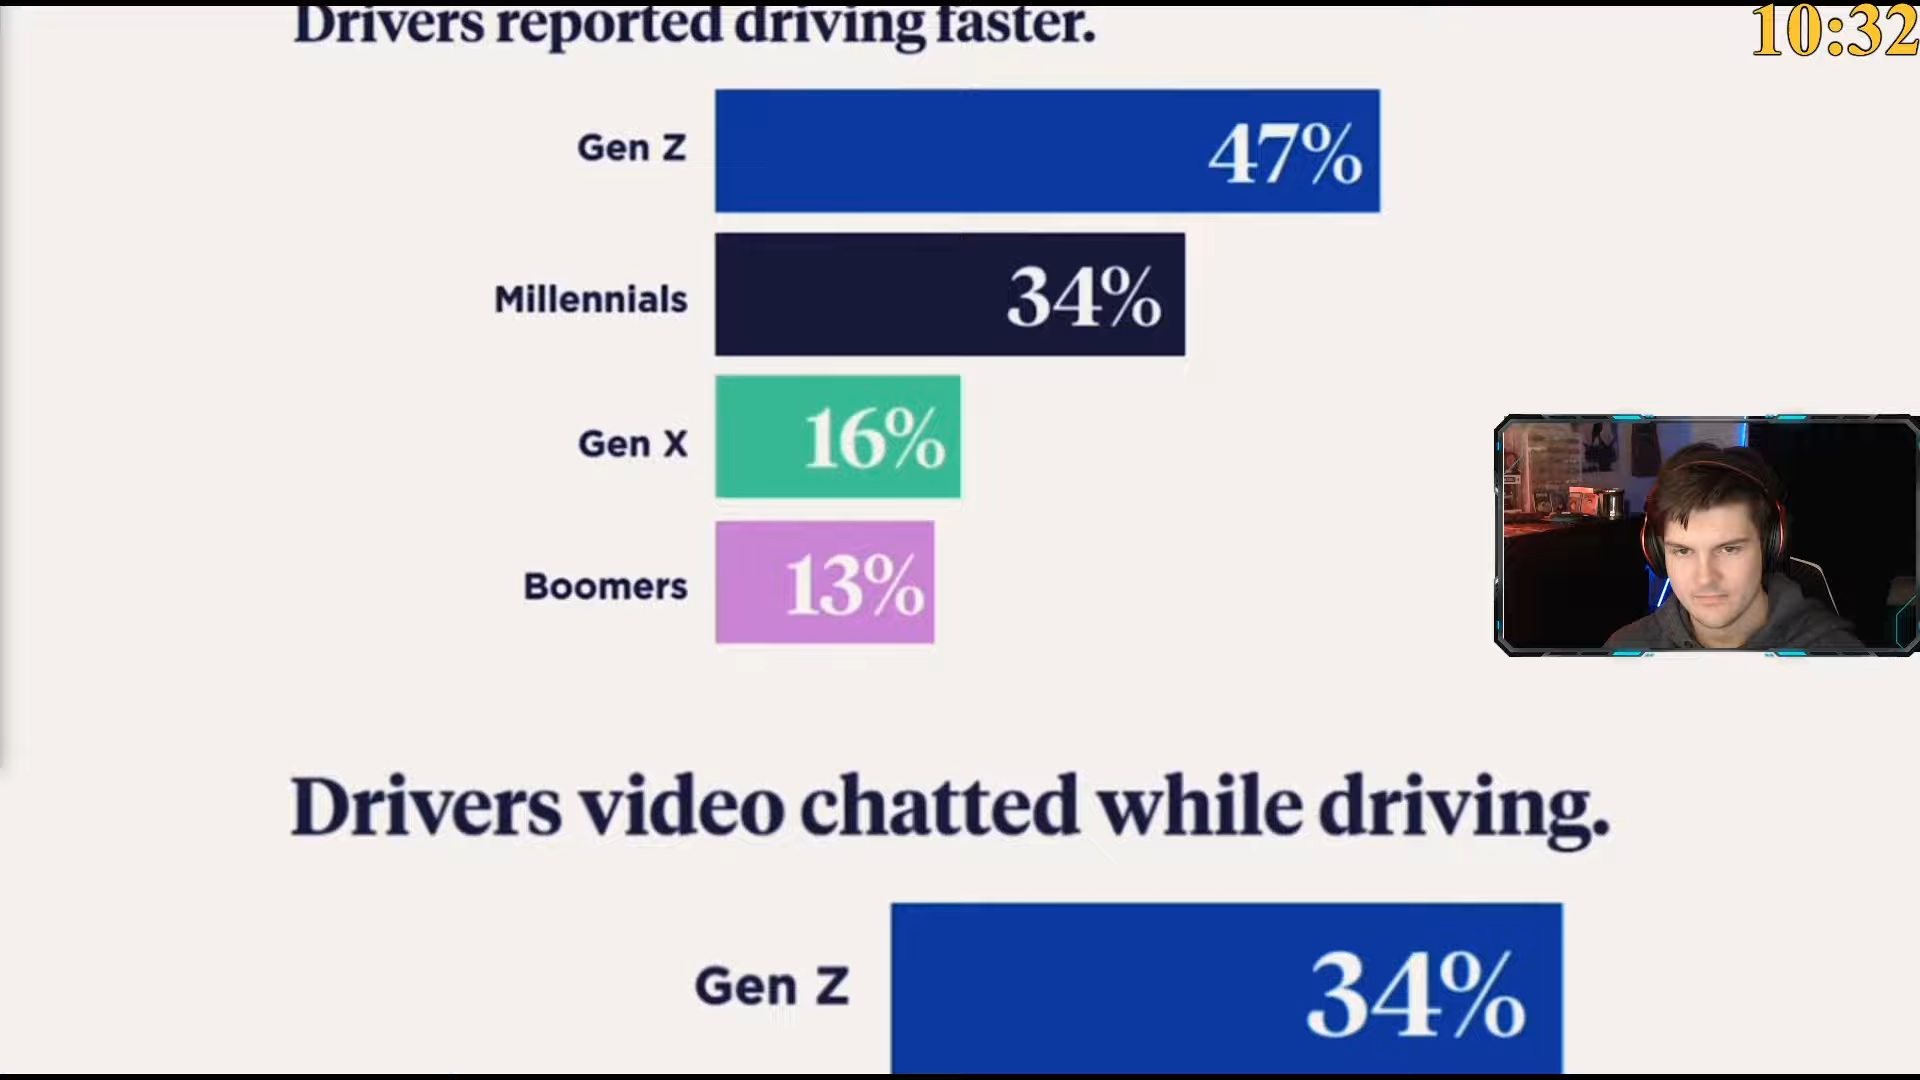 Drivers reported driving faster.
10:32
Gen Z
47%
Millennials
34%
Gen X
16%
Boomers
13%
Drivers video chatted while driving.
Gen Z
34%